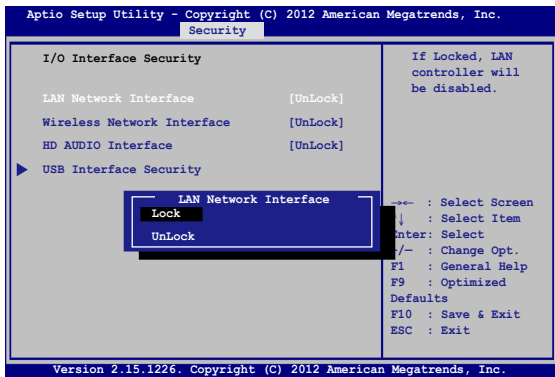 Aptio Setup Utility - Copyright (C) 2012 American Megatrends, Inc.
Security
I/O Interface Security
LAN Network Interface [UnLock]
Wireless Network Interface [UnLock]
HD AUDIO Interface [UnLock]
USB Interface Security
If Locked, LAN
controller will
be disabled.
LAN Network Interface
Lock
UnLock
→← : Select Screen
↓ : Select Item
nter: Select
/— : Change Opt.
F1 : General Help
F9 : Optimized
Defaults
F10 : Save & Exit
ESC : Exit
Version 2.15.1226. Copyright (C) 2012 American Megatrends, Inc.